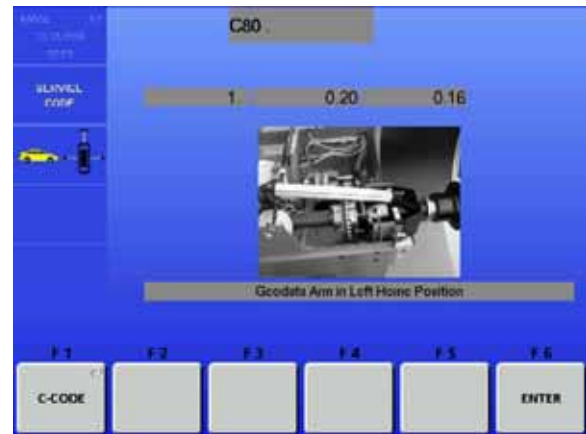 C80 .
SERVICE
CODE
1. 0.20 0.16
Geodata Arm in Left Home Position
F 1 F 2 F 3 F 4 F 5 F 6
C-CODE ENTER